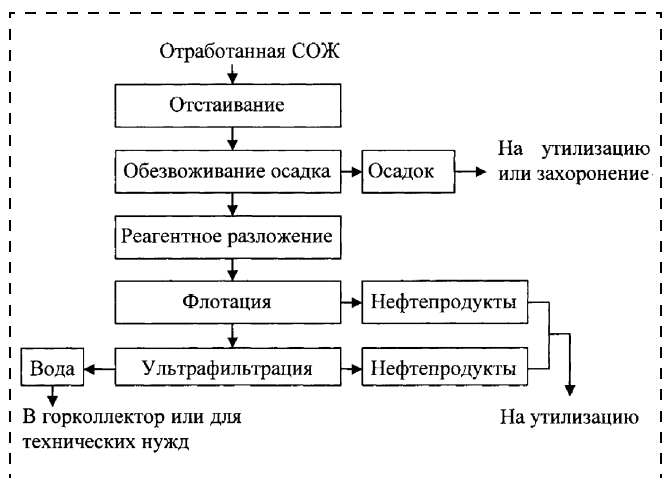 Отработанная СОЖ
Отстаивание
Обезвоживание осадка
Осадок
На утилизацию
или захоронение
Реагентное разложение
Флотация
Нефтепродукты
Вода
Ультрафильтрация
Нефтепродукты
В горколлектор или для
технических нужд
На утилизацию